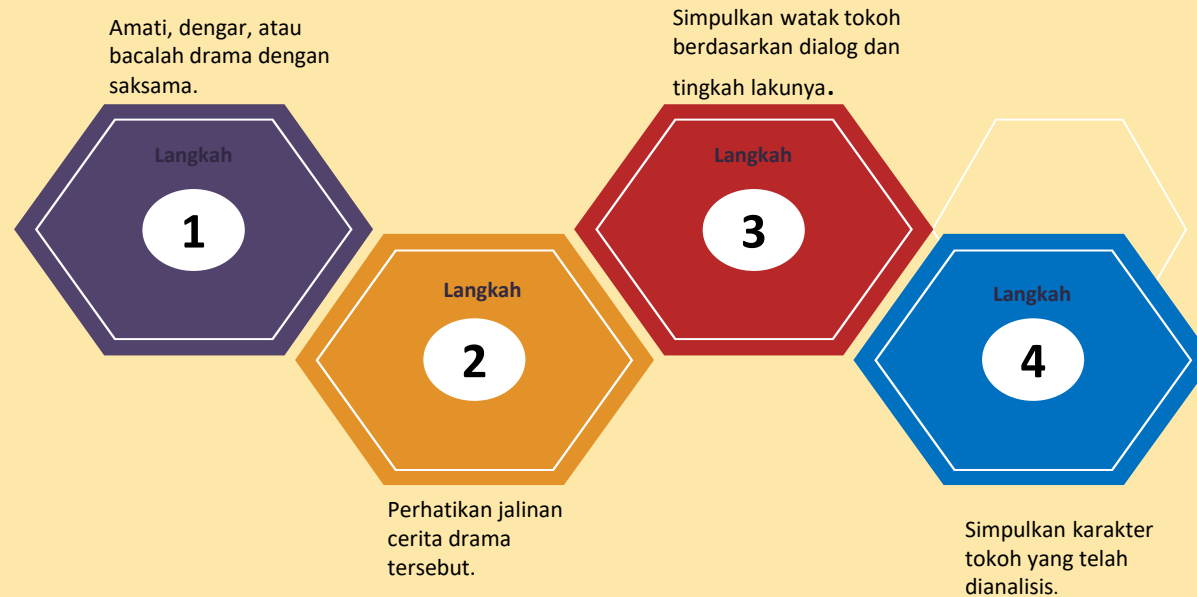 Amati, dengar, atau
bacalah drama dengan
saksama.
Langkah
1
Langkah
2
Perhatikan jalinan
cerita drama
tersebut.
Simpulkan watak tokoh
berdasarkan dialog dan
tingkah lakunya.
Langkah
3
Langkah
4
Simpulkan karakter
tokoh yang telah
dianalisis.